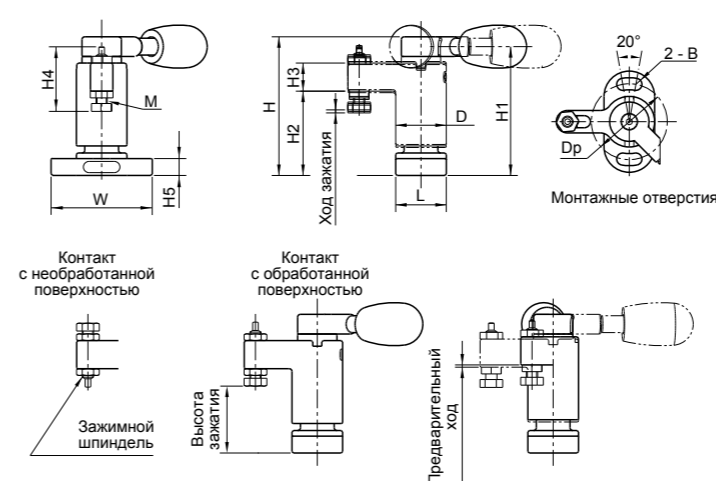 H4
M
W
H5
H
H3
H2
D
L
H1
Ход зажатия
20°
2 - B
Dp
Монтажные отверстия
Контакт
с необработанной
поверхностью
Зажимной
шпиндель
Контакт
с обработанной
поверхностью
Высота
зажатия
Предварительный
ход